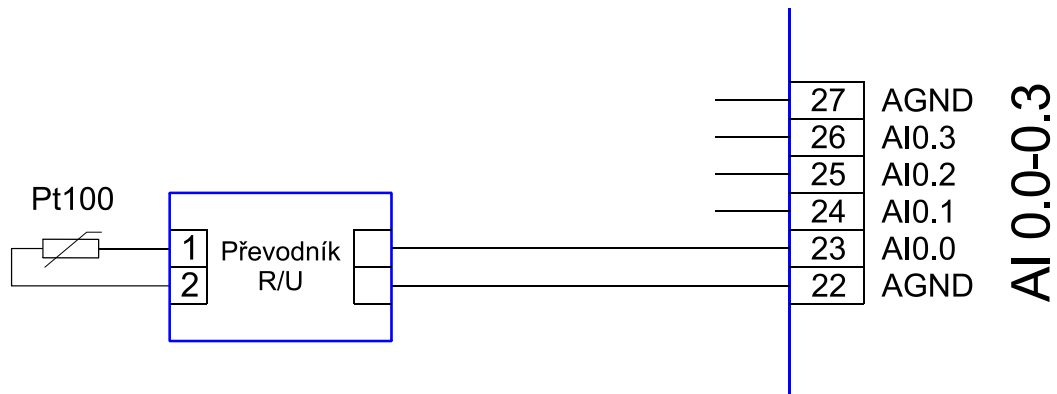 Pt100
1
2
Převodník
R/U
27 AGND
26 AI0.3
25 AI0.2
24 AI0.1
23 AI0.0
22 AGND
AI 0.0-0.3